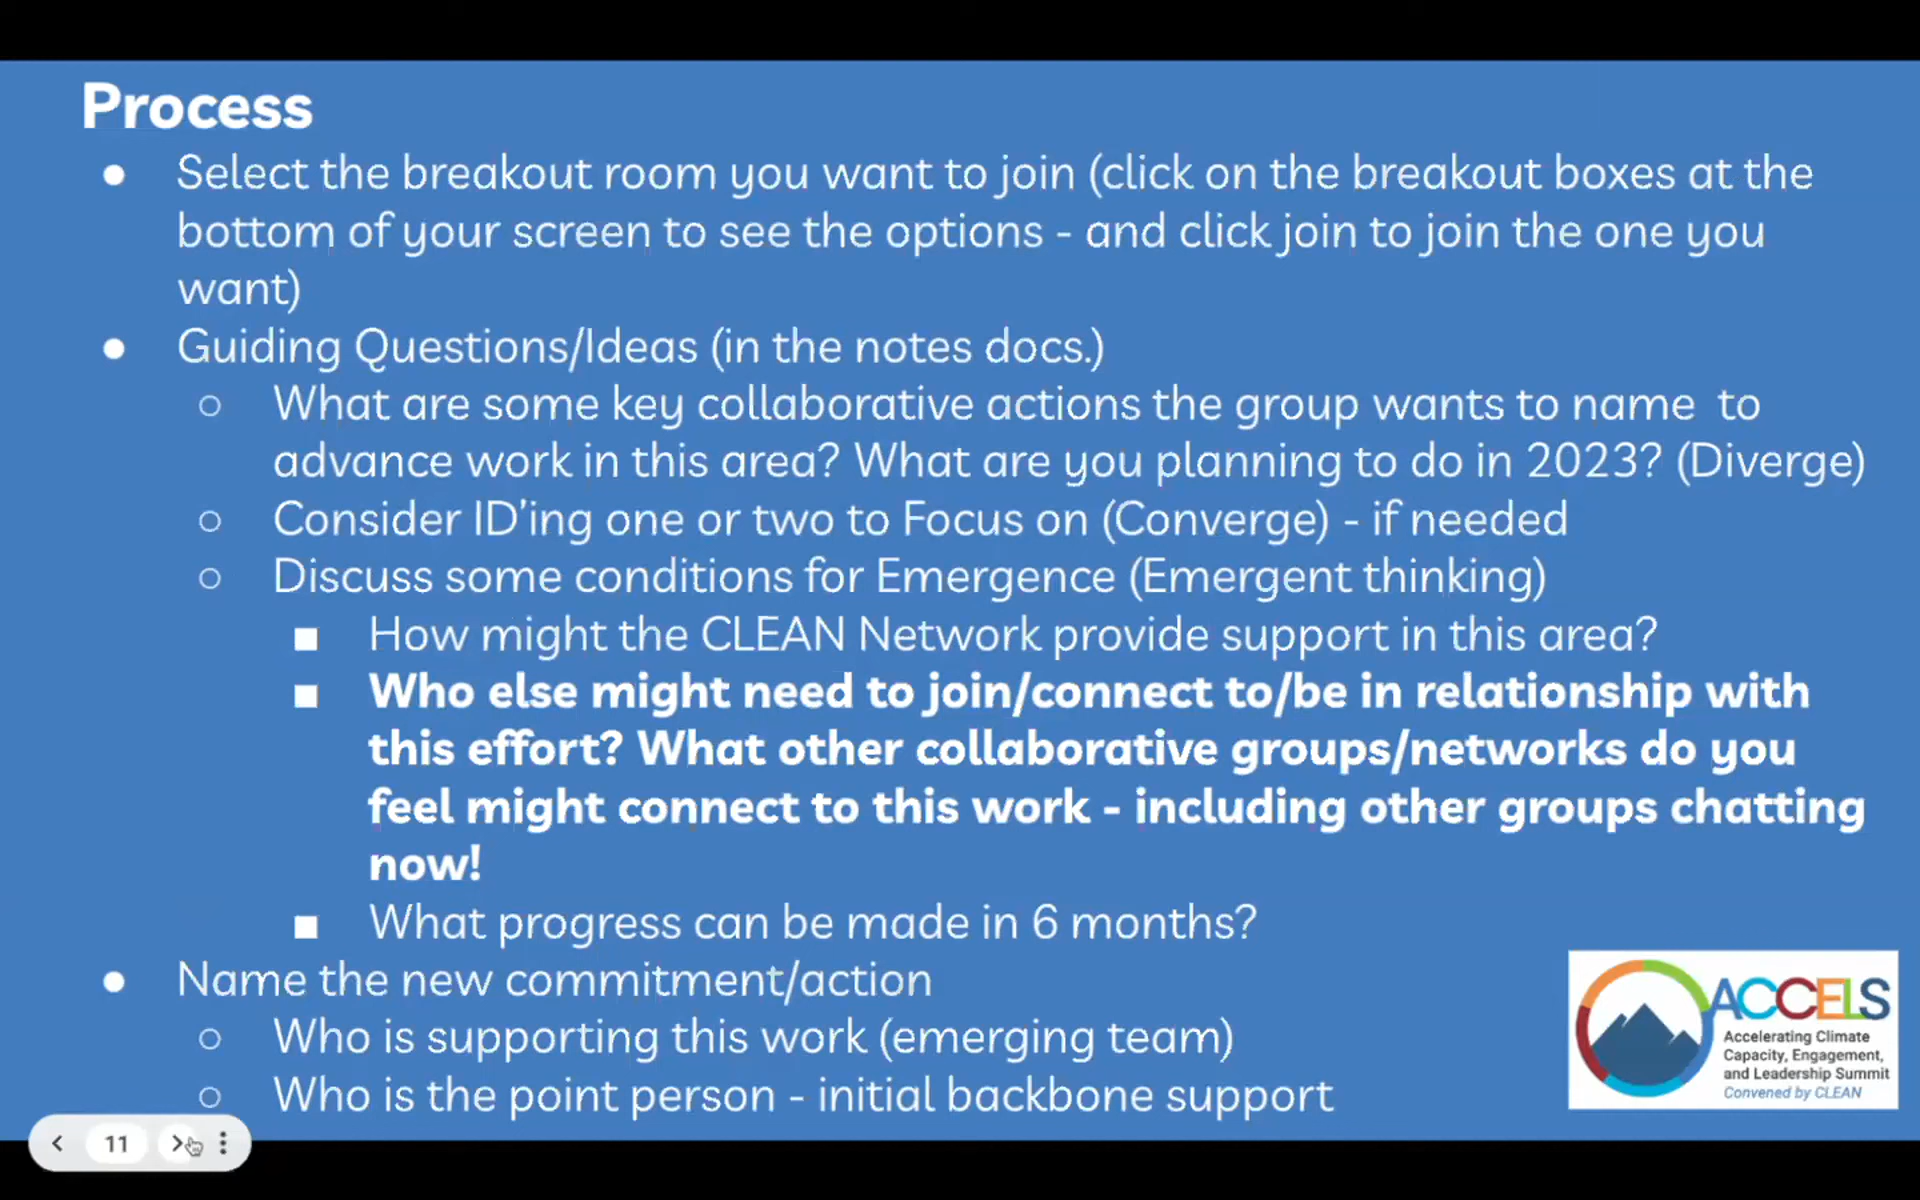 Process
● Select the breakout room you want to join (click on the breakout boxes at the
bottom of your screen to see the options - and click join to join the one you
want)
● Guiding Questions/Ideas (in the notes docs.)
○ What are some key collaborative actions the group wants to name  to
advance work in this area? What are you planning to do in 2023? (Diverge)
○ Consider ID’ing one or two to Focus on (Converge) - if needed
○ Discuss some conditions for Emergence (Emergent thinking)
■ How might the CLEAN Network provide support in this area?
■ Who else might need to join/connect to/be in relationship with
this effort? What other collaborative groups/networks do you
feel might connect to this work - including other groups chatting
now!
■ What progress can be made in 6 months?
● Name the new commitment/action
○ Who is supporting this work (emerging team)
○ Who is the point person - initial backbone support
ACCELS
Accelerating Climate
Capacity, Engagement,
and Leadership Summit
Convened by CLEAN
11